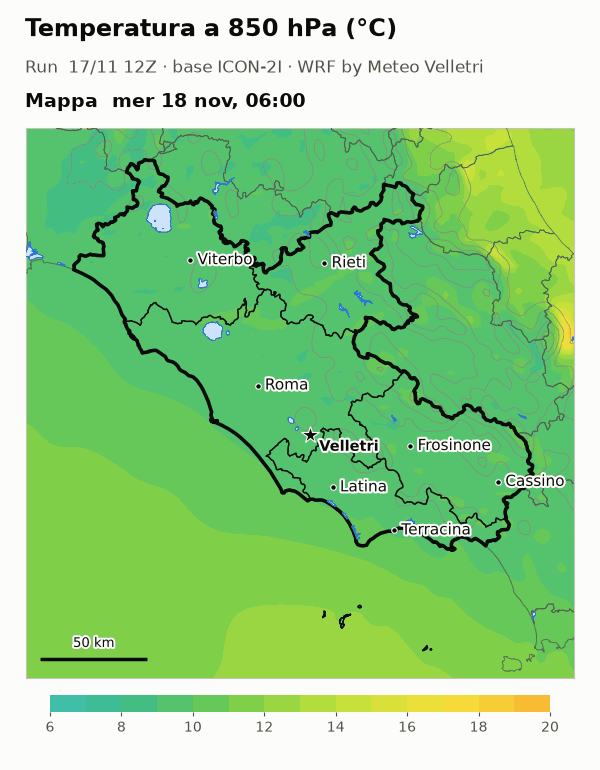 Temperatura a 850 hPa (°C)
Run 17/11 12Z · base ICON-2I · WRF by Meteo Velletri
Mappa mer 18 nov, 06:00
Viterbo
Rieti
Roma
Velletri
Frosinone
Latina
Cassino
Terracina
50 km
6 8 10 12 14 16 18 20